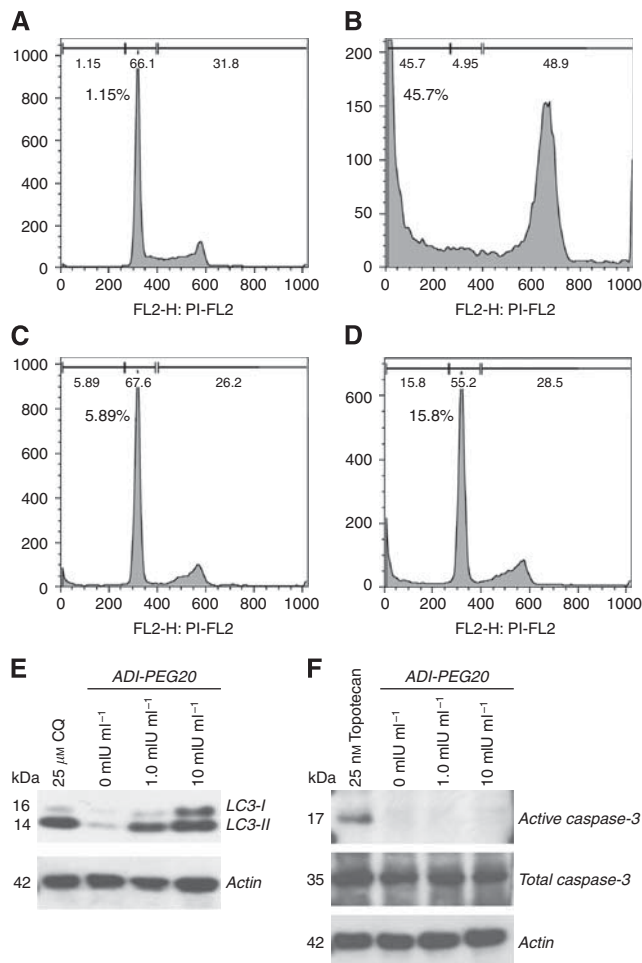 A
1000
800
600
400
200
0
1.15 66.1 31.8
1.15%
0 200 400 600 800 1000
FL2-H: PI-FL2
B
200
150
100
50
0
45.7 4.95 48.9
45.7%
0 200 400 600 800 1000
FL2-H: PI-FL2
C
1000
800
600
400
200
0
5.89 67.6 26.2
5.89%
0 200 400 600 800 1000
FL2-H: PI-FL2
D
600
400
200
0
15.8 55.2 28.5
15.8%
0 200 400 600 800 1000
FL2-H: PI-FL2
E
ADI-PEG20
kDa
25 μM CQ
0 mIU ml⁻¹
1.0 mIU ml⁻¹
10 mIU ml⁻¹
16 LC3-I
14 LC3-II
42 Actin
F
ADI-PEG20
kDa
25 nM Topotecan
0 mIU ml⁻¹
1.0 mIU ml⁻¹
10 mIU ml⁻¹
17 Active caspase-3
35 Total caspase-3
42 Actin